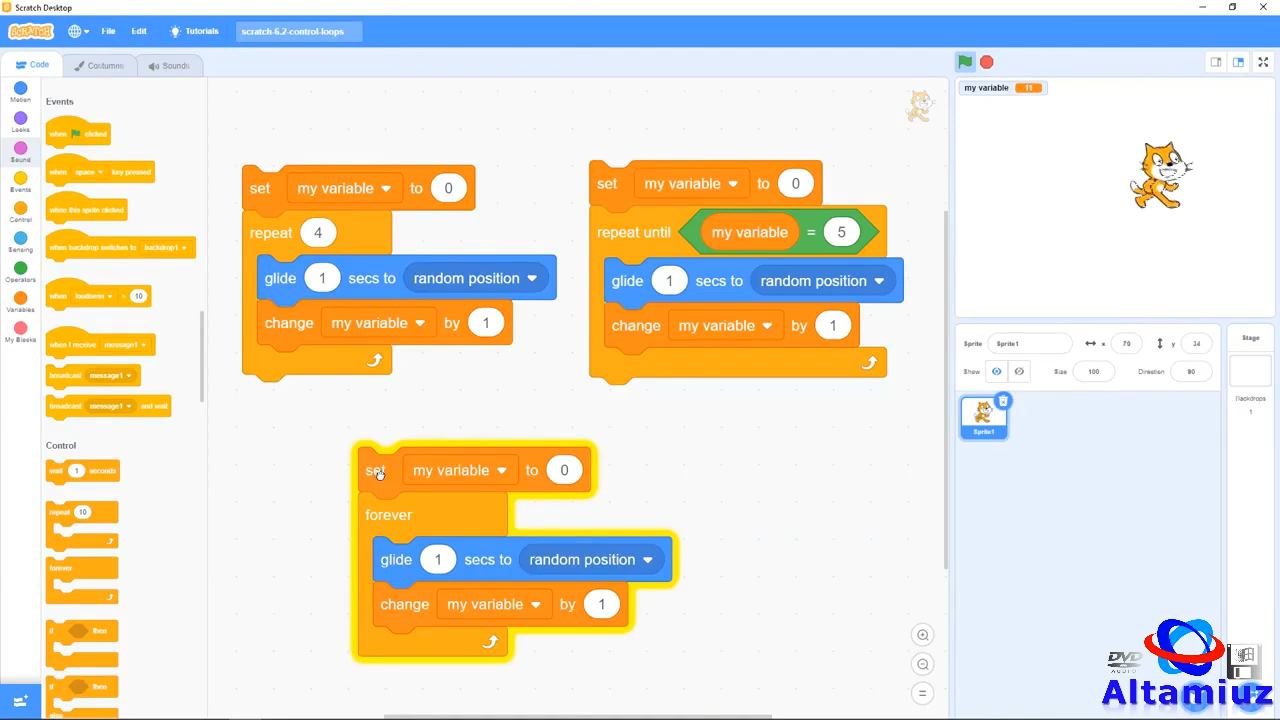 Scratch Desktop
SCRATCH
File
Edit
Tutorials
scratch-6.2-control-loops
Code
Costumes
Sounds
Motion
Looks
Sound
Events
Control
Sensing
Operators
Variables
My Blocks
Events
when clicked
when space key pressed
when this sprite clicked
when backdrop switches to backdrop1
when loudness > 10
when I receive message1
broadcast message1
broadcast message1 and wait
Control
wait 1 seconds
repeat 10
forever
if then
if then
else
set my variable to 0
repeat 4
glide 1 secs to random position
change my variable by 1
set my variable to 0
repeat until my variable = 5
glide 1 secs to random position
change my variable by 1
set my variable to 0
forever
glide 1 secs to random position
change my variable by 1
my variable 11
Sprite Sprite1 x 70 y 34
Show Size 100 Direction 90
Sprite1
Stage
Backdrops
1
DVD
AUDIO
Altamiuz